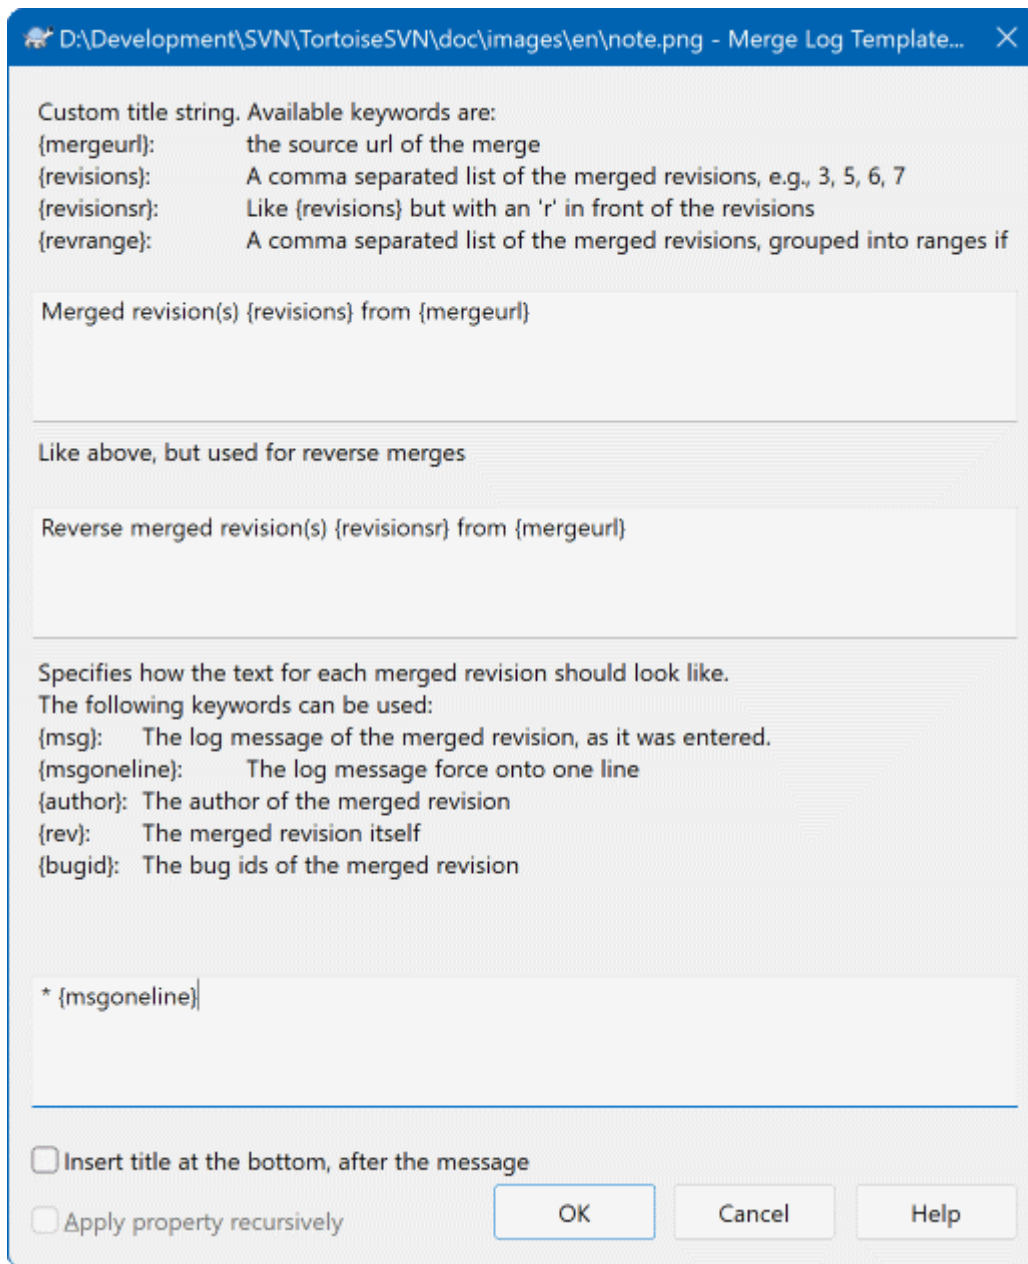 D:\Development\SVN\TortoiseSVN\doc\images\en\note.png - Merge Log Template...
Custom title string. Available keywords are:
{mergeurl}: the source url of the merge
{revisions}: A comma separated list of the merged revisions, e.g., 3, 5, 6, 7
{revisionsr}: Like {revisions} but with an 'r' in front of the revisions
{revrange}: A comma separated list of the merged revisions, grouped into ranges if
Merged revision(s) {revisions} from {mergeurl}
Like above, but used for reverse merges
Reverse merged revision(s) {revisionsr} from {mergeurl}
Specifies how the text for each merged revision should look like.
The following keywords can be used:
{msg}: The log message of the merged revision, as it was entered.
{msgoneline}: The log message force onto one line
{author}: The author of the merged revision
{rev}: The merged revision itself
{bugid}: The bug ids of the merged revision
* {msgoneline}
Insert title at the bottom, after the message
Apply property recursively
OK Cancel Help